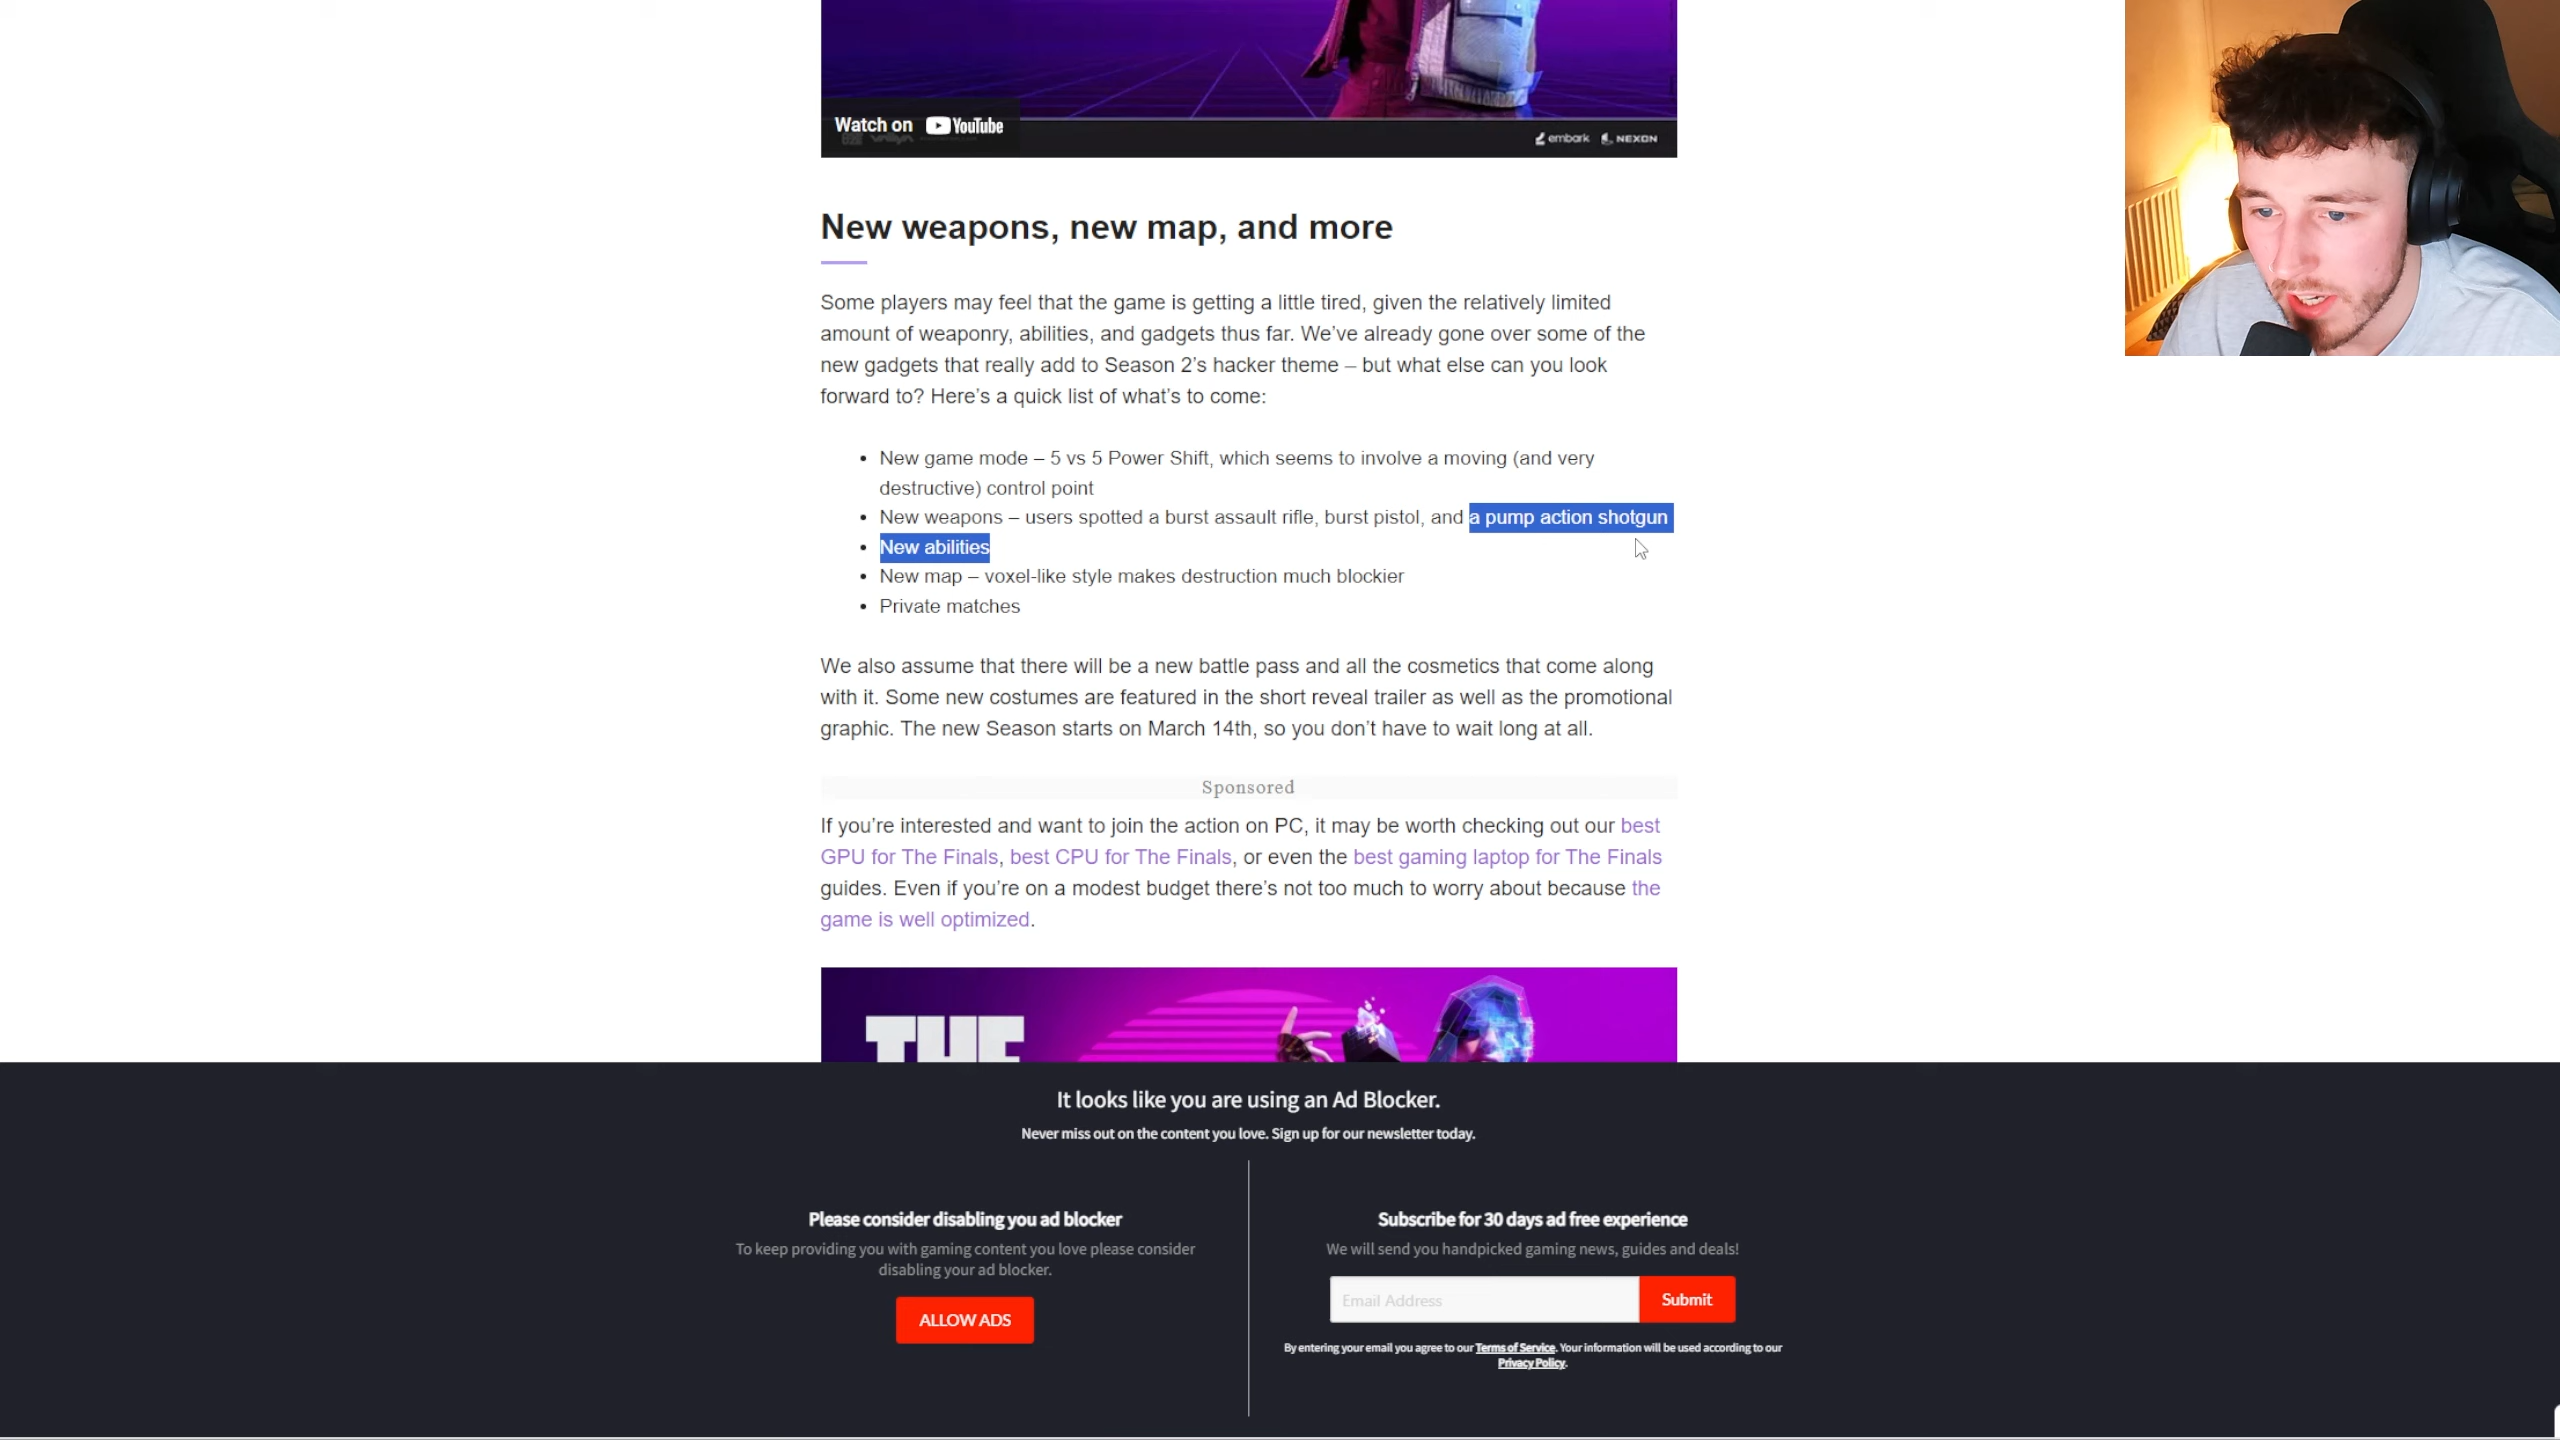 Watch on YouTube
embark NEXON
New weapons, new map, and more
Some players may feel that the game is getting a little tired, given the relatively limited
amount of weaponry, abilities, and gadgets thus far. We’ve already gone over some of the
new gadgets that really add to Season 2’s hacker theme – but what else can you look
forward to? Here’s a quick list of what’s to come:
• New game mode – 5 vs 5 Power Shift, which seems to involve a moving (and very
destructive) control point
• New weapons – users spotted a burst assault rifle, burst pistol, and a pump action shotgun
• New abilities
• New map – voxel-like style makes destruction much blockier
• Private matches
We also assume that there will be a new battle pass and all the cosmetics that come along
with it. Some new costumes are featured in the short reveal trailer as well as the promotional
graphic. The new Season starts on March 14th, so you don’t have to wait long at all.
Sponsored
If you’re interested and want to join the action on PC, it may be worth checking out our best
GPU for The Finals, best CPU for The Finals, or even the best gaming laptop for The Finals
guides. Even if you’re on a modest budget there’s not too much to worry about because the
game is well optimized.
THE
It looks like you are using an Ad Blocker.
Never miss out on the content you love. Sign up for our newsletter today.
Please consider disabling you ad blocker
To keep providing you with gaming content you love please consider
disabling your ad blocker.
ALLOW ADS
Subscribe for 30 days ad free experience
We will send you handpicked gaming news, guides and deals!
Email Address
Submit
By entering your email you agree to our Terms of Service. Your information will be used according to our
Privacy Policy.